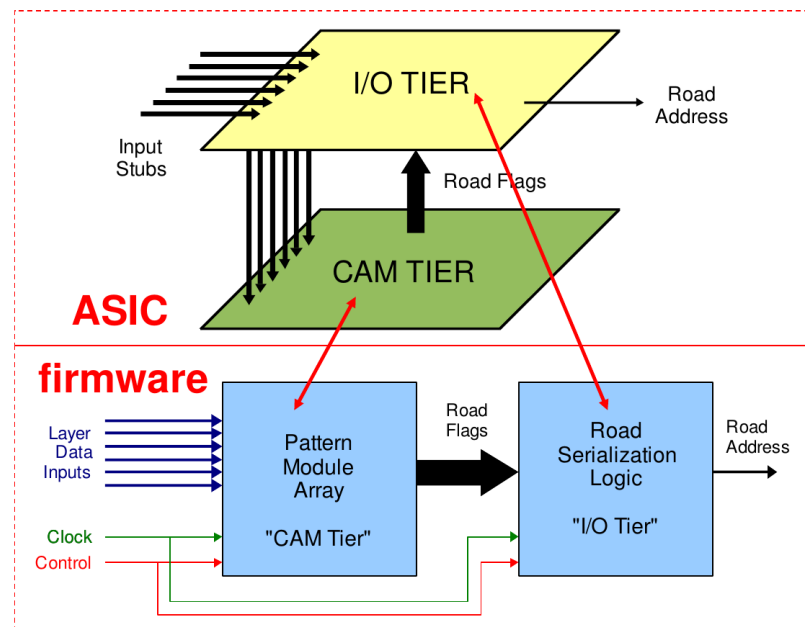 I/O TIER
Road
Address
Input
Stubs
Road Flags
CAM TIER
ASIC
firmware
Layer
Data
Inputs
Clock
Control
Pattern
Module
Array
"CAM Tier"
Road
Flags
Road
Serialization
Logic
"I/O Tier"
Road
Address